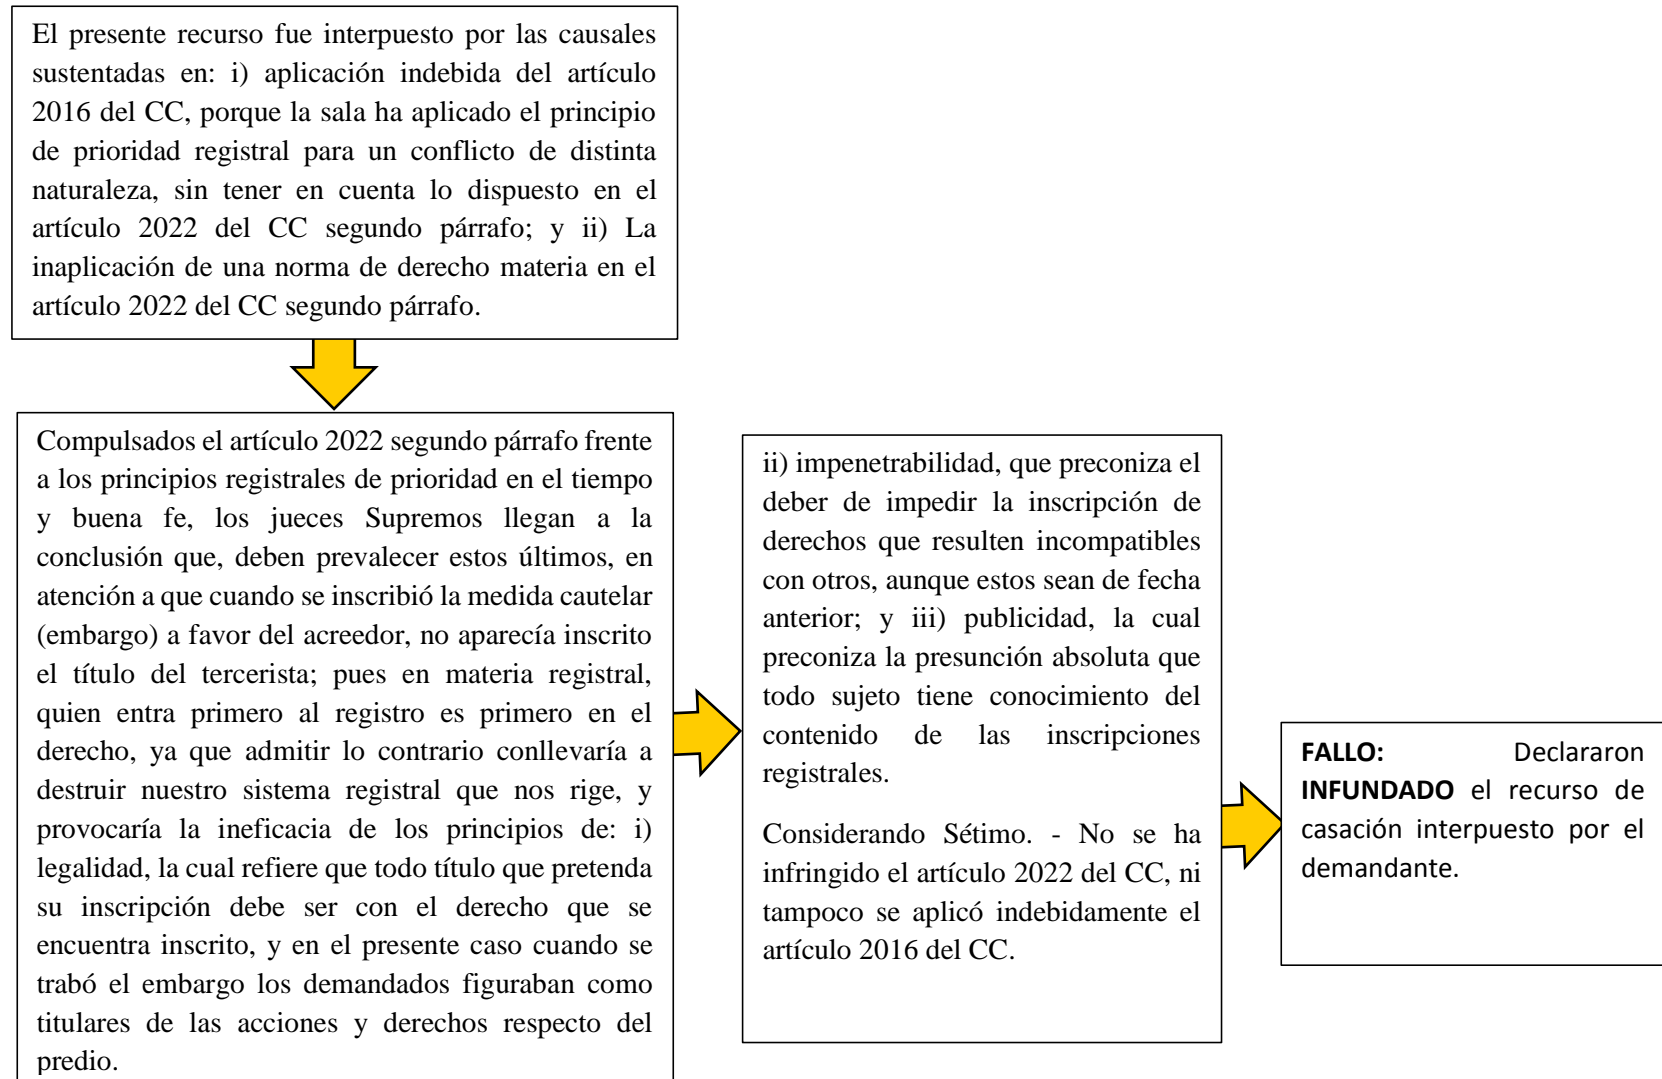 El presente recurso fue interpuesto por las causales
sustentadas en: i) aplicación indebida del artículo
2016 del CC, porque la sala ha aplicado el principio
de prioridad registral para un conflicto de distinta
naturaleza, sin tener en cuenta lo dispuesto en el
artículo 2022 del CC segundo párrafo; y ii) La
inaplicación de una norma de derecho materia en el
artículo 2022 del CC segundo párrafo.
Compulsados el artículo 2022 segundo párrafo frente
a los principios registrales de prioridad en el tiempo
y buena fe, los jueces Supremos llegan a la
conclusión que, deben prevalecer estos últimos, en
atención a que cuando se inscribió la medida cautelar
(embargo) a favor del acreedor, no aparecía inscrito
el título del tercerista; pues en materia registral,
quien entra primero al registro es primero en el
derecho, ya que admitir lo contrario conllevaría a
destruir nuestro sistema registral que nos rige, y
provocaría la ineficacia de los principios de: i)
legalidad, la cual refiere que todo título que pretenda
su inscripción debe ser con el derecho que se
encuentra inscrito, y en el presente caso cuando se
trabó el embargo los demandados figuraban como
titulares de las acciones y derechos respecto del
predio.
ii) impenetrabilidad, que preconiza el
deber de impedir la inscripción de
derechos que resulten incompatibles
con otros, aunque estos sean de fecha
anterior; y iii) publicidad, la cual
preconiza la presunción absoluta que
todo sujeto tiene conocimiento del
contenido de las inscripciones
registrales.
Considerando Sétimo. - No se ha
infringido el artículo 2022 del CC, ni
tampoco se aplicó indebidamente el
artículo 2016 del CC.
FALLO: Declararon
INFUNDADO el recurso de
casación interpuesto por el
demandante.